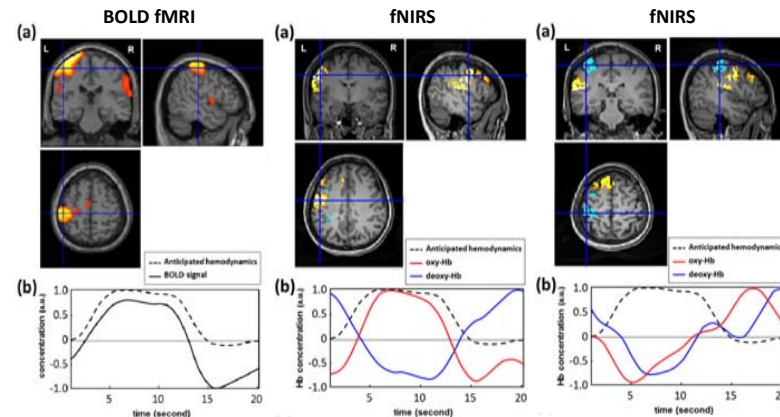 BOLD fMRI
fNIRS
fNIRS
(a)
L
R
(a)
L
R
(a)
L
R
Anticipated hemodynamics
BOLD signal
Anticipated hemodynamics
oxy-Hb
deoxy-Hb
Anticipated hemodynamics
oxy-Hb
deoxy-Hb
(b)
concentration (a.u.)
1.0
0.5
0
-0.5
-1.0
5
10
15
20
time (second)
(b)
Hb concentration (a.u.)
1.0
0.5
0
-0.5
-1.0
5
10
15
20
time (second)
(b)
Hb concentration (a.u.)
1.0
0.5
0
-0.5
-1.0
5
10
15
20
time (second)